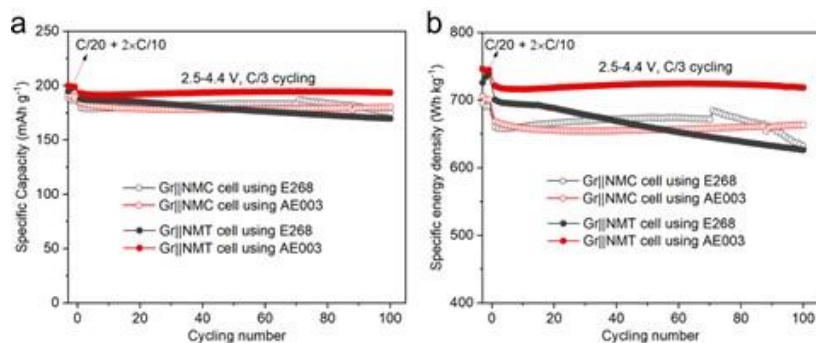 a
C/20 + 2×C/10
2.5-4.4 V, C/3 cycling
Gr||NMC cell using E268
Gr||NMC cell using AE003
Gr||NMT cell using E268
Gr||NMT cell using AE003
Specific Capacity (mAh g⁻¹)
250
200
150
100
50
0
0 20 40 60 80 100
Cycling number
b
C/20 + 2×C/10
2.5-4.4 V, C/3 cycling
Gr||NMC cell using E268
Gr||NMC cell using AE003
Gr||NMT cell using E268
Gr||NMT cell using AE003
Specific energy density (Wh kg⁻¹)
800
700
600
500
400
0 20 40 60 80 100
Cycling number